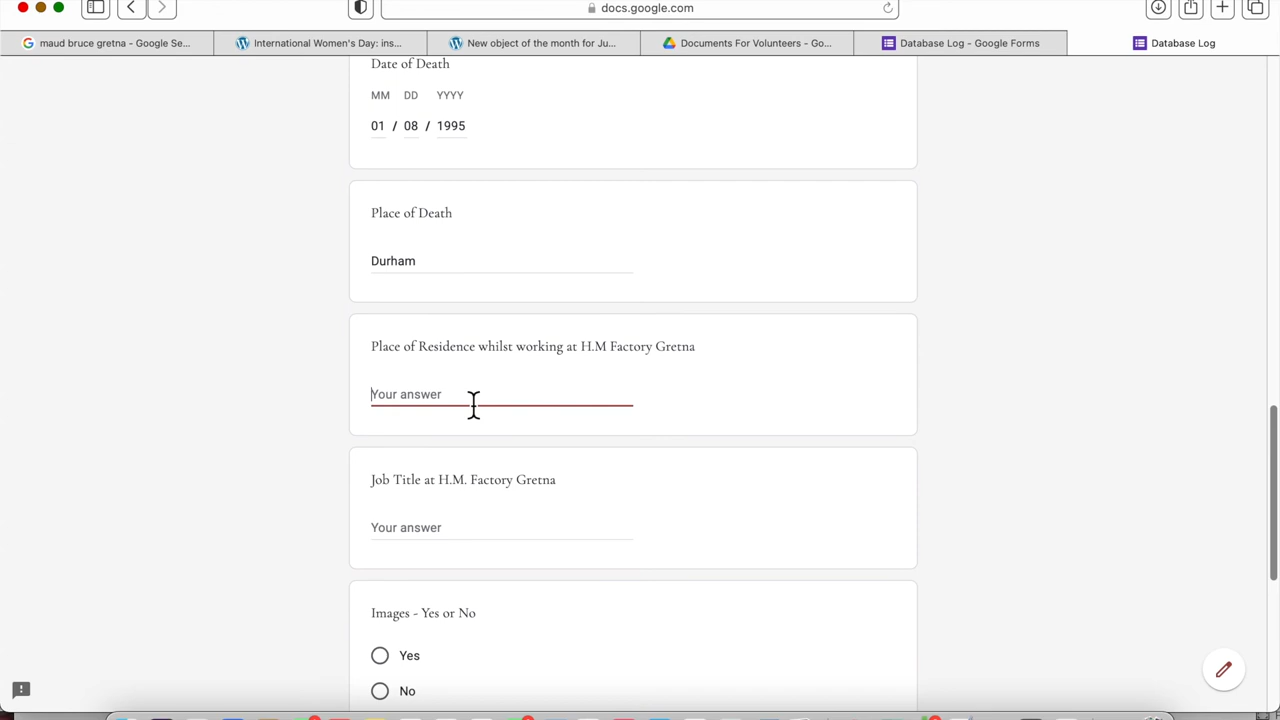 docs.google.com
maud bruce gretna - Google Se...
International Women's Day: ins...
New object of the month for Ju...
Documents For Volunteers - Go...
Database Log - Google Forms
Database Log
Date of Death
MM DD YYYY
01 / 08 / 1995
Place of Death
Durham
Place of Residence whilst working at H.M Factory Gretna
Your answer
Job Title at H.M. Factory Gretna
Your answer
Images - Yes or No
Yes
No